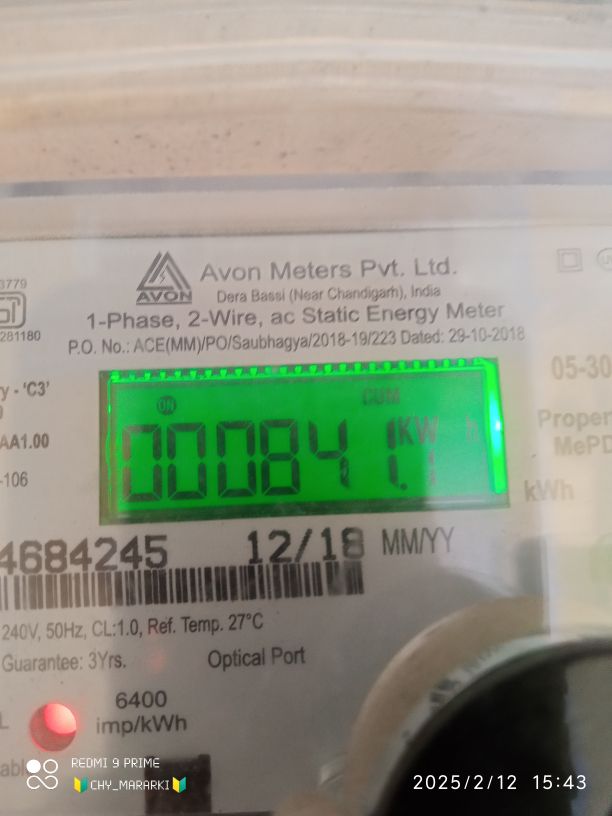 AVON
Avon Meters Pvt. Ltd.
Dera Bassi (Near Chandigarh), India
1-Phase, 2-Wire, ac Static Energy Meter
P.O. No.: ACE(MM)/PO/Saubhagya/2018-19/223 Dated: 29-10-2018
3779
281180
y - 'C3'
AA1.00
-106
05-30
Proper
MePD
kWh
ON
CUM
000841.1 KW h
4684245 12/18 MM/YY
240V, 50Hz, CL:1.0, Ref. Temp. 27°C
Guarantee: 3Yrs. Optical Port
6400
imp/kWh
REDMI 9 PRIME
🔰CHY_MARARKI🔰
2025/2/12 15:43